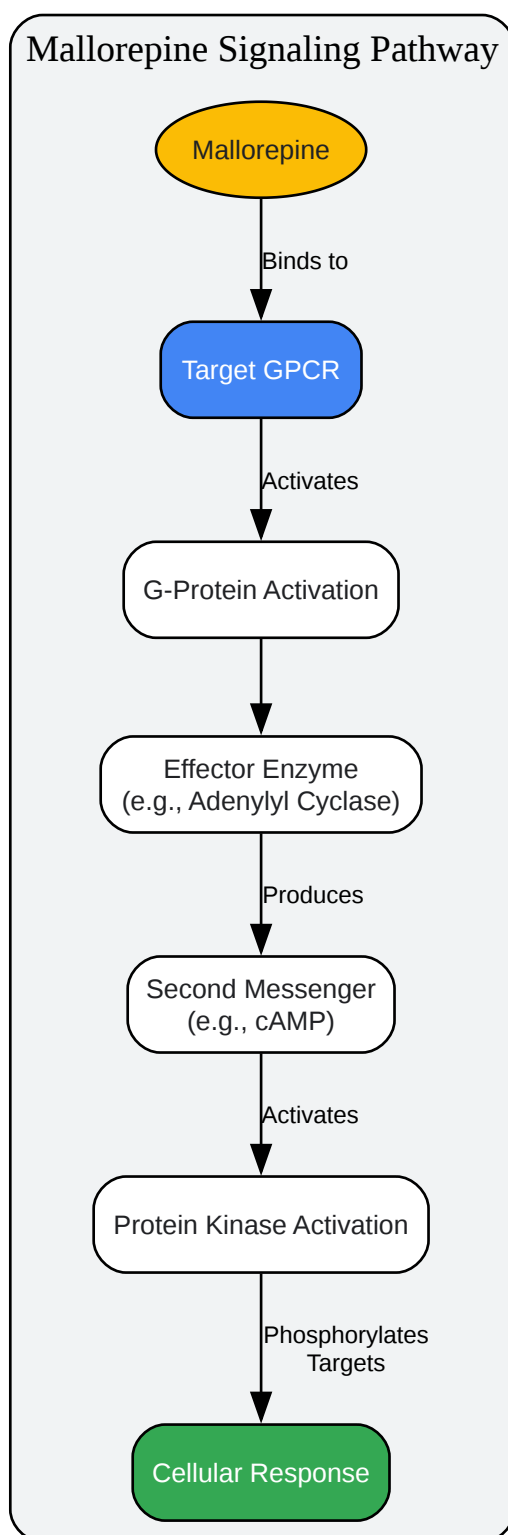 Mallorepine Signaling Pathway
Mallorepine
Binds to
Target GPCR
Activates
G-Protein Activation
Effector Enzyme
(e.g., Adenylyl Cyclase)
Produces
Second Messenger
(e.g., cAMP)
Activates
Protein Kinase Activation
Phosphorylates
Targets
Cellular Response